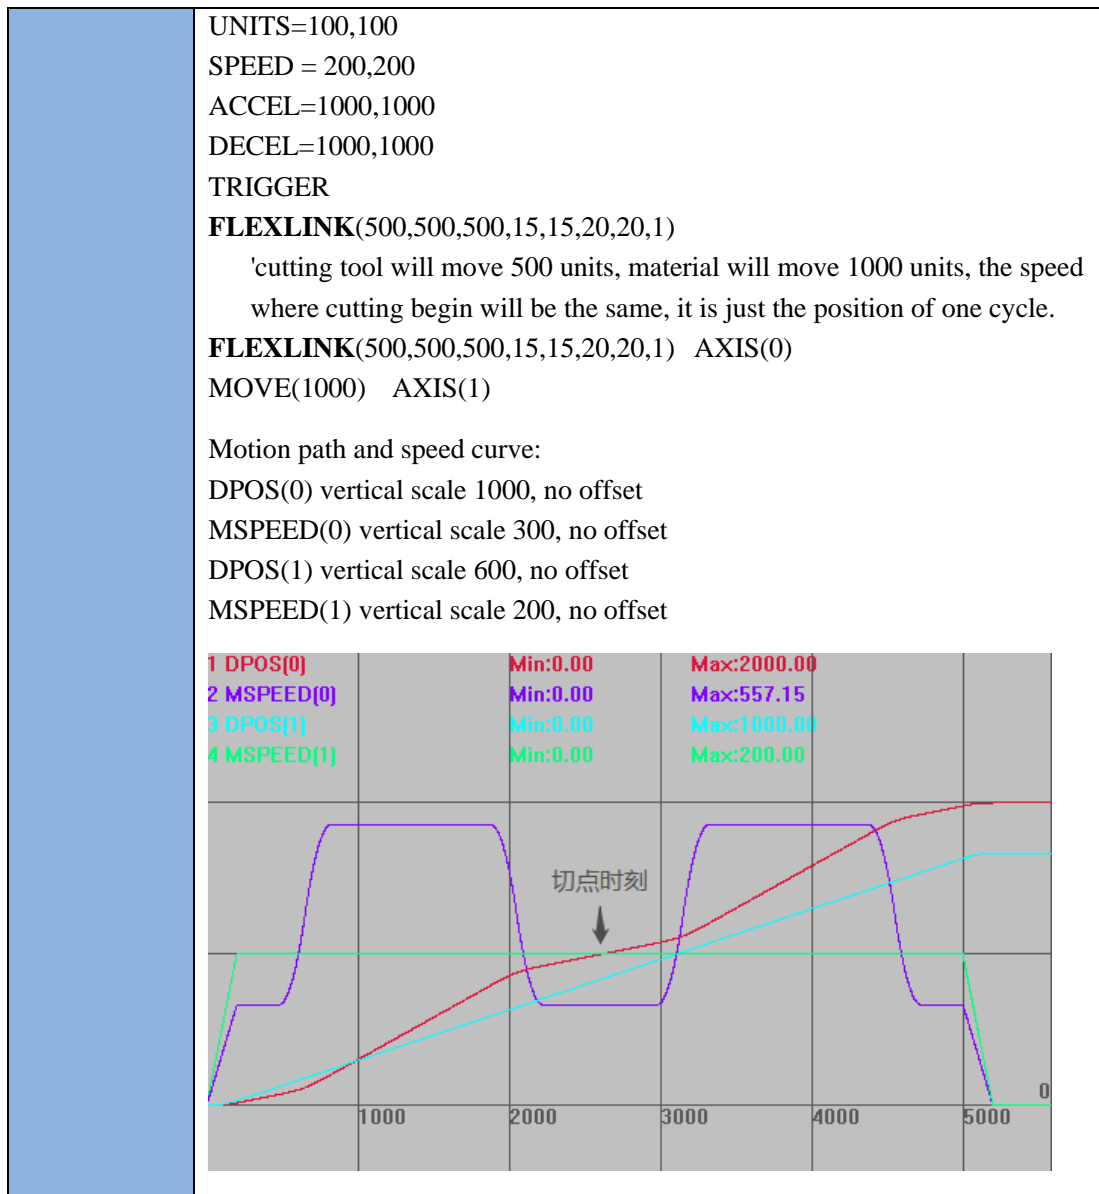 UNITS=100,100
SPEED = 200,200
ACCEL=1000,1000
DECEL=1000,1000
TRIGGER
FLEXLINK(500,500,500,15,15,20,20,1)
'cutting tool will move 500 units, material will move 1000 units, the speed
where cutting begin will be the same, it is just the position of one cycle.
FLEXLINK(500,500,500,15,15,20,20,1) AXIS(0)
MOVE(1000) AXIS(1)
Motion path and speed curve:
DPOS(0) vertical scale 1000, no offset
MSPEED(0) vertical scale 300, no offset
DPOS(1) vertical scale 600, no offset
MSPEED(1) vertical scale 200, no offset
1 DPOS(0) Min:0.00 Max:2000.00
2 MSPEED(0) Min:0.00 Max:557.15
3 DPOS(1) Min:0.00 Max:1000.00
4 MSPEED(1) Min:0.00 Max:200.00
切点时刻
0
1000 2000 3000 4000 5000